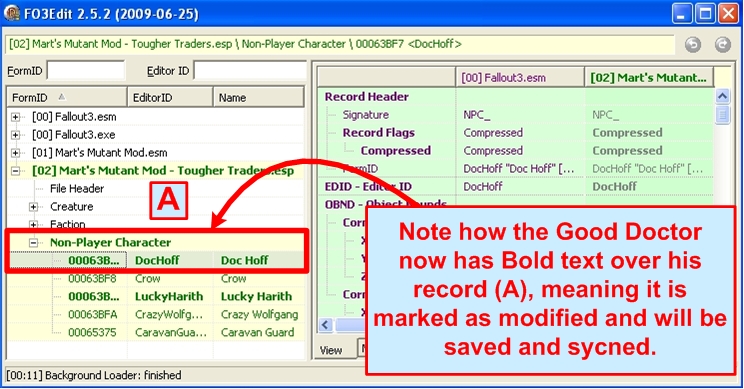 FO3Edit 2.5.2 (2009-06-25)
[02] Mart's Mutant Mod - Tougher Traders.esp \ Non-Player Character \ 00063BF7 <DocHoff>
FormID Editor ID
FormID EditorID Name
[00] Fallout3.esm
[00] Fallout3.exe
[01] Mart's Mutant Mod.esm
[02] Mart's Mutant Mod - Tougher Traders.esp
File Header
Creature
Faction
Non-Player Character
00063B... DocHoff Doc Hoff
00063BF8 Crow Crow
00063B... LuckyHarith Lucky Harith
00063BFA CrazyWolfg... Crazy Wolfgang
00065375 CaravanGua... Caravan Guard
A
[00] Fallout3.esm [02] Mart's Mutant...
Record Header
Signature NPC_ NPC_
Record Flags Compressed Compressed
Compressed Compressed Compressed
FormID DocHoff "Doc Hoff" [... DocHoff "Doc Hoff" [...
EDID - Editor ID DocHoff DocHoff
OBND - Object Bounds
Corn
X
Y
Z
Corn
X
View
Note how the Good Doctor
now has Bold text over his
record (A), meaning it is
marked as modified and will be
saved and sycned.
[00:11] Background Loader: finished